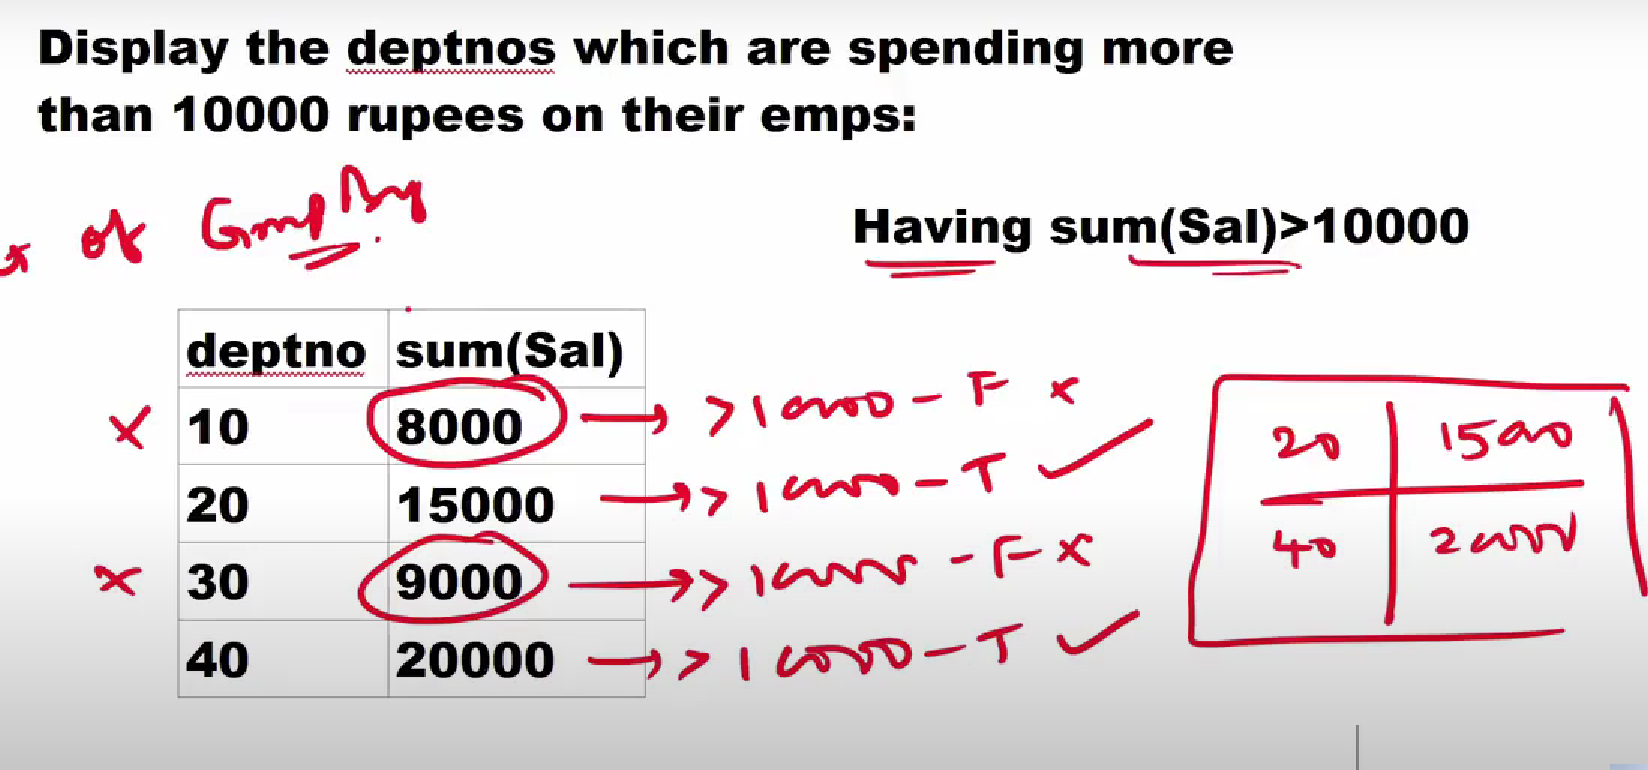 Display the deptnos which are spending more
than 10000 rupees on their emps:
of Group By
Having sum(Sal)>10000
deptno sum(Sal)
x 10 8000 → >10000 - F x
20 15000 → >10000 - T ✓
x 30 9000 → >10000 - F x
40 20000 → >10000 - T ✓
20 15000
40 20000